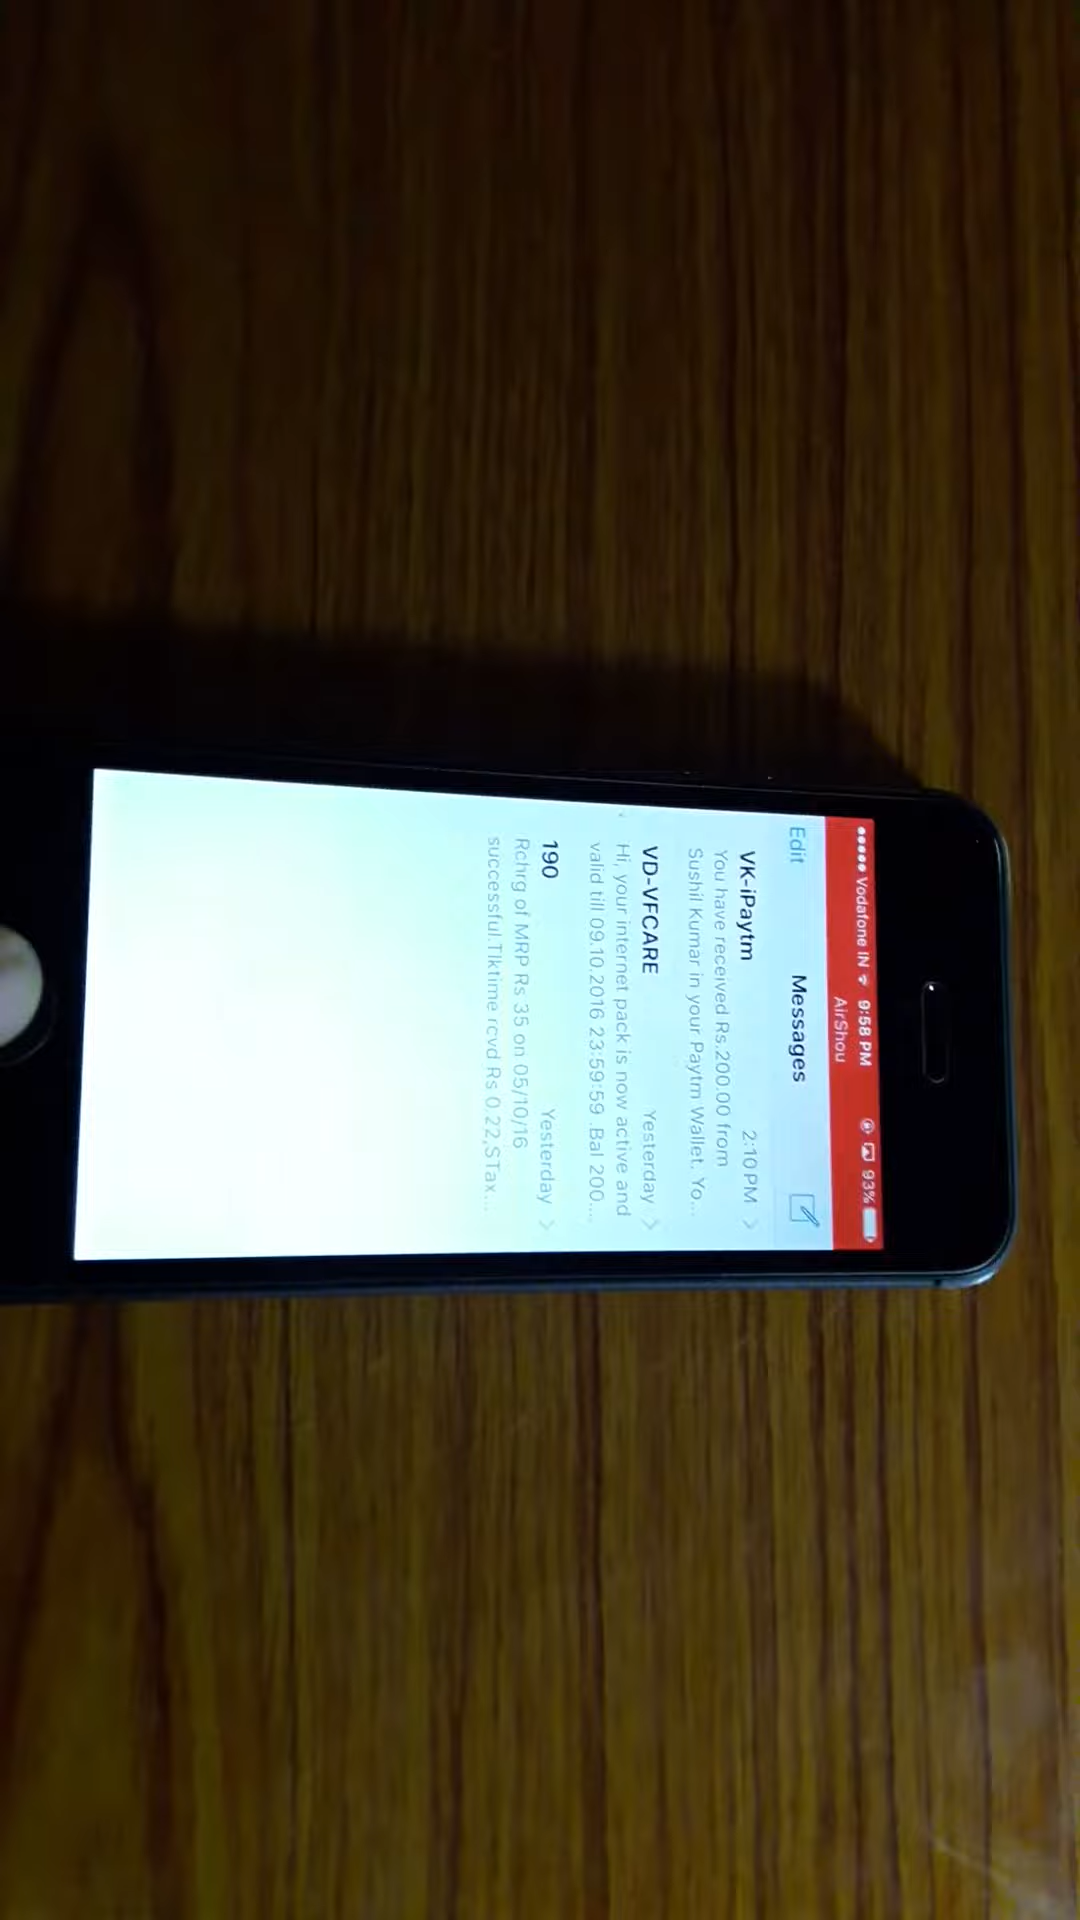 Vodafone IN 9:58 PM 93%
AirShou
Edit Messages
VK-iPaytm 2:10 PM
You have received Rs.200.00 from
Sushil Kumar in your Paytm Wallet. Yo...
VD-VFCARE Yesterday
Hi, your internet pack is now active and
valid till 09.10.2016 23:59:59 .Bal 200....
190 Yesterday
Rchrg of MRP Rs 35 on 05/10/16
successful.Tlktime rcvd Rs 0.22,STax...